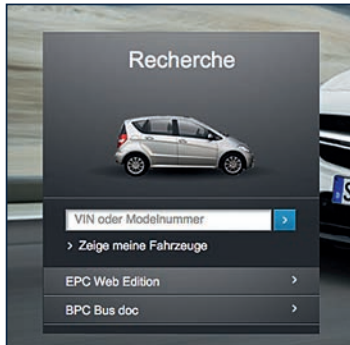 Recherche
VIN oder Modelnummer
> Zeige meine Fahrzeuge
EPC Web Edition
BPC Bus doc